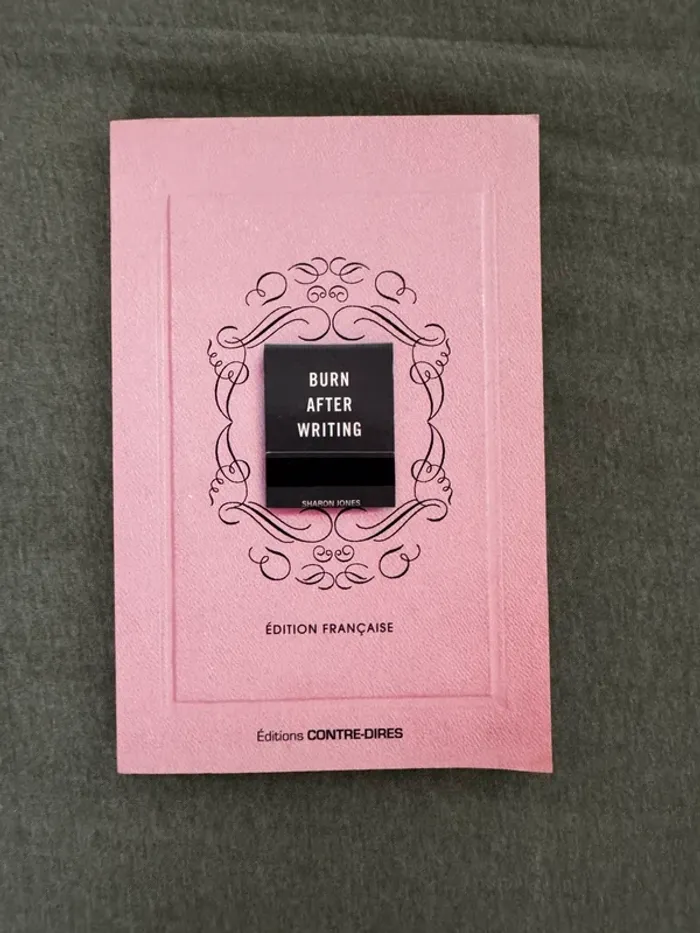 BURN
AFTER
WRITING
SHARON JONES
ÉDITION FRANÇAISE
Éditions CONTRE-DIRES